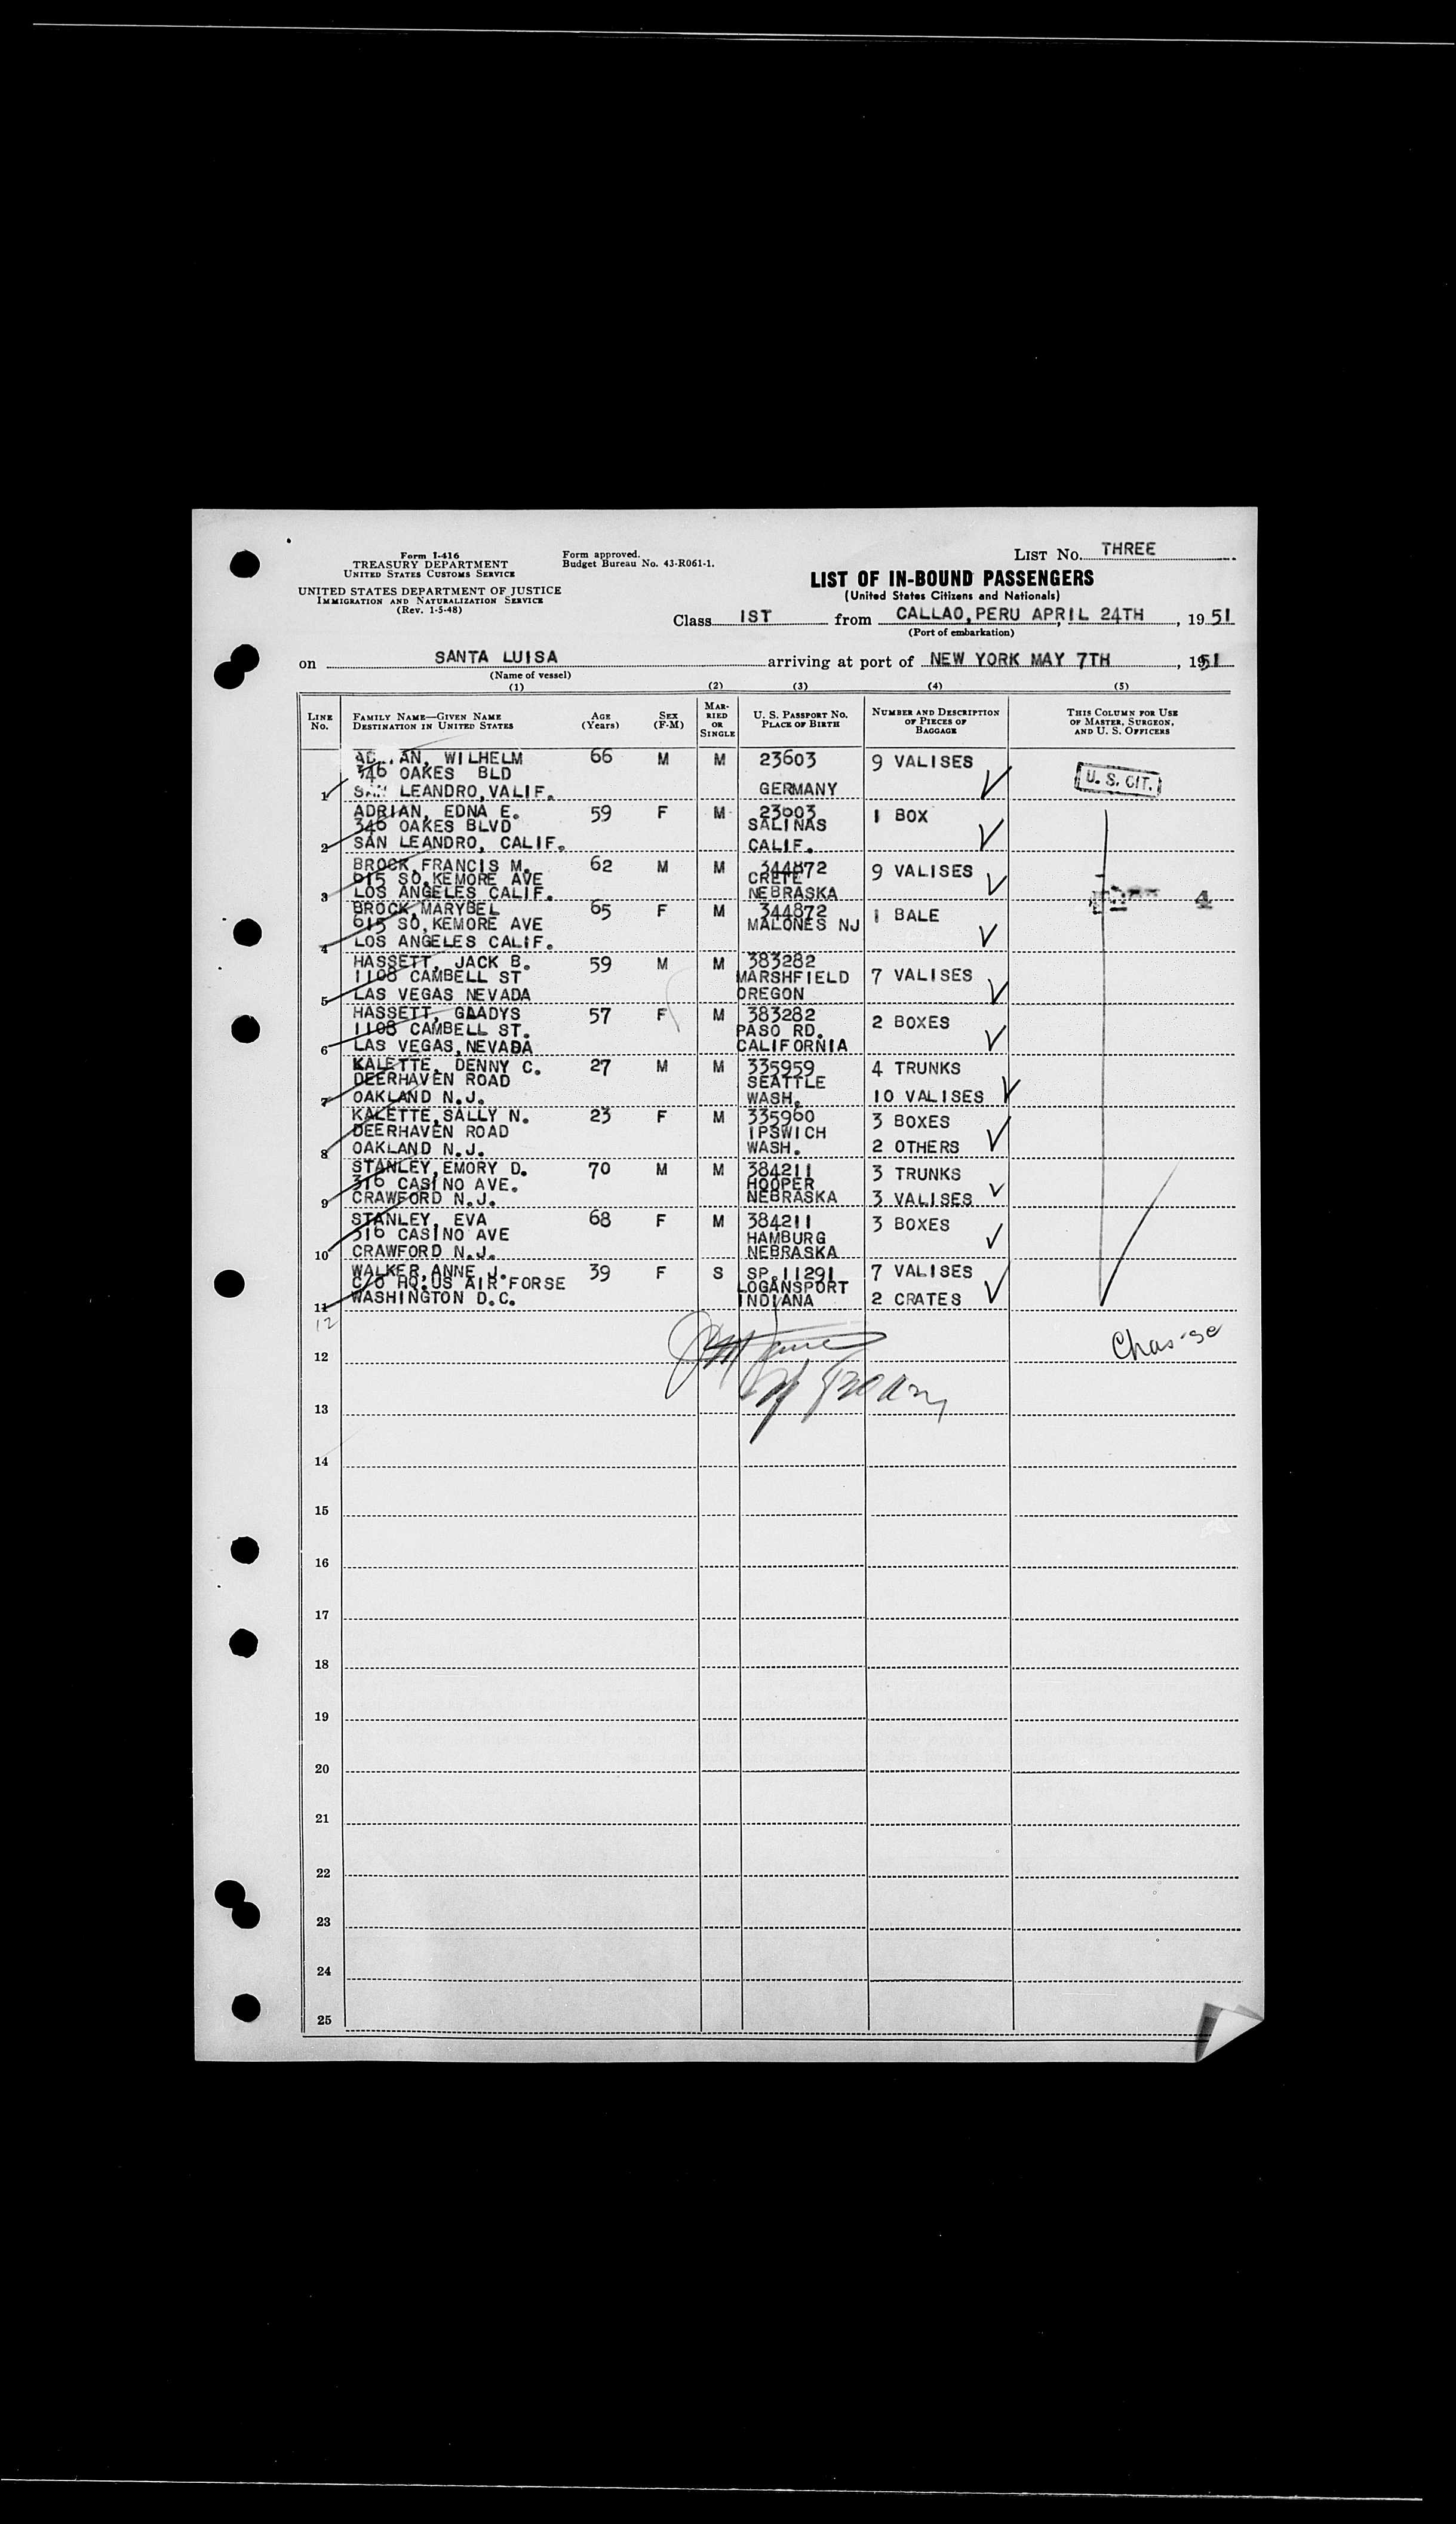 Form I-416
TREASURY DEPARTMENT
UNITED STATES CUSTOMS SERVICE
UNITED STATES DEPARTMENT OF JUSTICE
IMMIGRATION AND NATURALIZATION SERVICE
(Rev. 1-5-48)
Form approved.
Budget Bureau No. 43-R061-1.
LIST NO. THREE
LIST OF IN-BOUND PASSENGERS
(United States Citizens and Nationals)
Class IST from CALLAO, PERU APRIL 24TH, 1951
(Port of embarkation)
on SANTA LUISA arriving at port of NEW YORK MAY 7TH, 1951
(Name of vessel)
(1) (2) (3) (4) (5)
LINE NO.
FAMILY NAME—GIVEN NAME
DESTINATION IN UNITED STATES
AGE (Years)
SEX (F-M)
MARRIED OR SINGLE
U. S. PASSPORT NO.
PLACE OF BIRTH
NUMBER AND DESCRIPTION OF PIECES OF BAGGAGE
THIS COLUMN FOR USE OF MASTER, SURGEON, AND U. S. OFFICERS
AD..AN, WILHELM 66 M M 23603 9 VALISES
346 OAKES BLD U. S. CIT.
1 SAN LEANDRO, VALIF. GERMANY
ADRIAN, EDNA E. 59 F M 23603 1 BOX
346 OAKES BLVD SALINAS
2 SAN LEANDRO, CALIF. CALIF.
BROCK, FRANCIS M. 62 M M 344872 9 VALISES
615 SO, KEMORE AVE CRETE
3 LOS ANGELES CALIF. NEBRASKA 4
BROCK, MARYBEL 65 F M 344872 1 BALE
615 SO, KEMORE AVE MALONES NJ
4 LOS ANGELES CALIF.
HASSETT, JACK B. 59 M M 383282 7 VALISES
1108 CAMBELL ST MARSHFIELD
5 LAS VEGAS NEVADA OREGON
HASSETT, GLADYS 57 F M 383282 2 BOXES
1108 CAMBELL ST. PASO RD.
6 LAS VEGAS, NEVADA CALIFORNIA
KALETTE, DENNY C. 27 M M 335959 4 TRUNKS
DEERHAVEN ROAD SEATTLE
7 OAKLAND N.J. WASH. 10 VALISES
KALETTE, SALLY N. 23 F M 335960 3 BOXES
DEERHAVEN ROAD IPSWICH
8 OAKLAND N.J. WASH. 2 OTHERS
STANLEY, EMORY D. 70 M M 384211 3 TRUNKS
316 CASINO AVE. HOOPER
9 CRAWFORD N.J. NEBRASKA 3 VALISES
STANLEY, EVA 68 F M 384211 3 BOXES
316 CASINO AVE HAMBURG
10 CRAWFORD N.J. NEBRASKA
WALKER, ANNE J. 39 F S SP.11291 7 VALISES
C/O HQ.US AIR FORSE LOGANSPORT
11 WASHINGTON D.C. INDIANA 2 CRATES
12
12
13
14
15
16
17
18
19
20
21
22
23
24
25